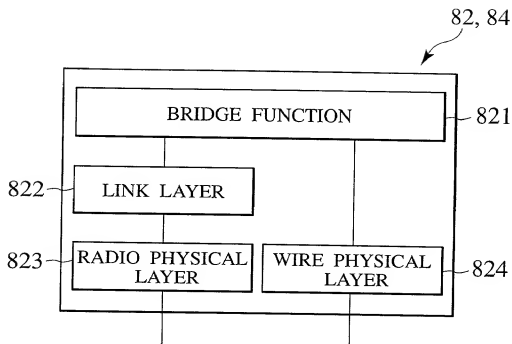 82, 84
BRIDGE FUNCTION
821
822
LINK LAYER
823
RADIO PHYSICAL
LAYER
WIRE PHYSICAL
LAYER
824